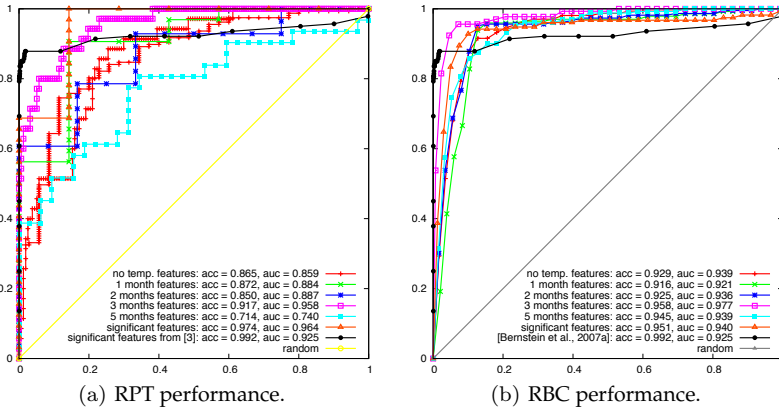 1
0.8
0.6
0.4
0.2
0
0 0.2 0.4 0.6 0.8 1
no temp. features: acc = 0.865, auc = 0.859
1 month features: acc = 0.872, auc = 0.884
2 months features: acc = 0.850, auc = 0.887
3 months features: acc = 0.917, auc = 0.958
5 months features: acc = 0.714, auc = 0.740
significant features: acc = 0.974, auc = 0.964
significant features from [3]: acc = 0.992, auc = 0.925
random
(a) RPT performance.
1
0.8
0.6
0.4
0.2
0
0 0.2 0.4 0.6 0.8
no temp. features: acc = 0.929, auc = 0.939
1 month features: acc = 0.916, auc = 0.921
2 months features: acc = 0.925, auc = 0.936
3 months features: acc = 0.958, auc = 0.977
5 months features: acc = 0.945, auc = 0.939
significant features: acc = 0.951, auc = 0.940
[Bernstein et al., 2007a]: acc = 0.992, auc = 0.925
random
(b) RBC performance.